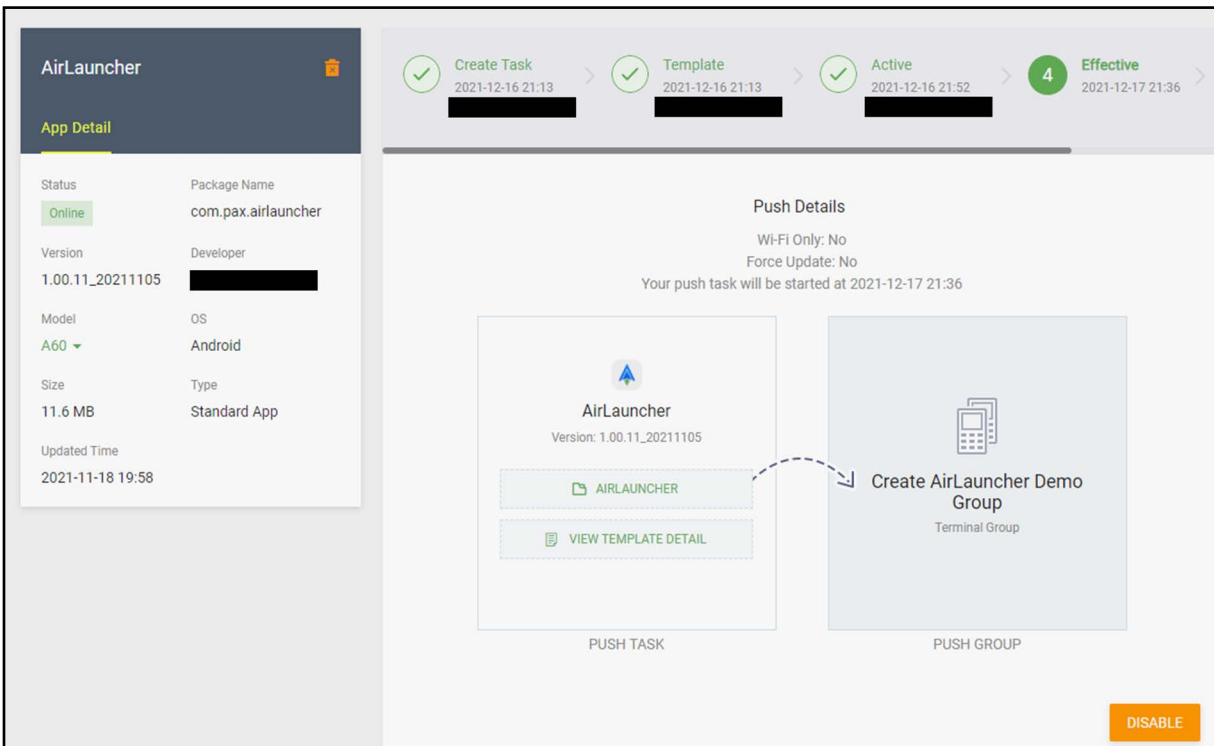 AirLauncher
App Detail
Status
Package Name
Online
com.pax.airlauncher
Version
Developer
1.00.11_20211105
Model
OS
A60
Android
Size
Type
11.6 MB
Standard App
Updated Time
2021-11-18 19:58
Create Task
2021-12-16 21:13
Template
2021-12-16 21:13
Active
2021-12-16 21:52
4
Effective
2021-12-17 21:36
Push Details
Wi-Fi Only: No
Force Update: No
Your push task will be started at 2021-12-17 21:36
AirLauncher
Version: 1.00.11_20211105
AIRLAUNCHER
VIEW TEMPLATE DETAIL
PUSH TASK
Create AirLauncher Demo
Group
Terminal Group
PUSH GROUP
DISABLE